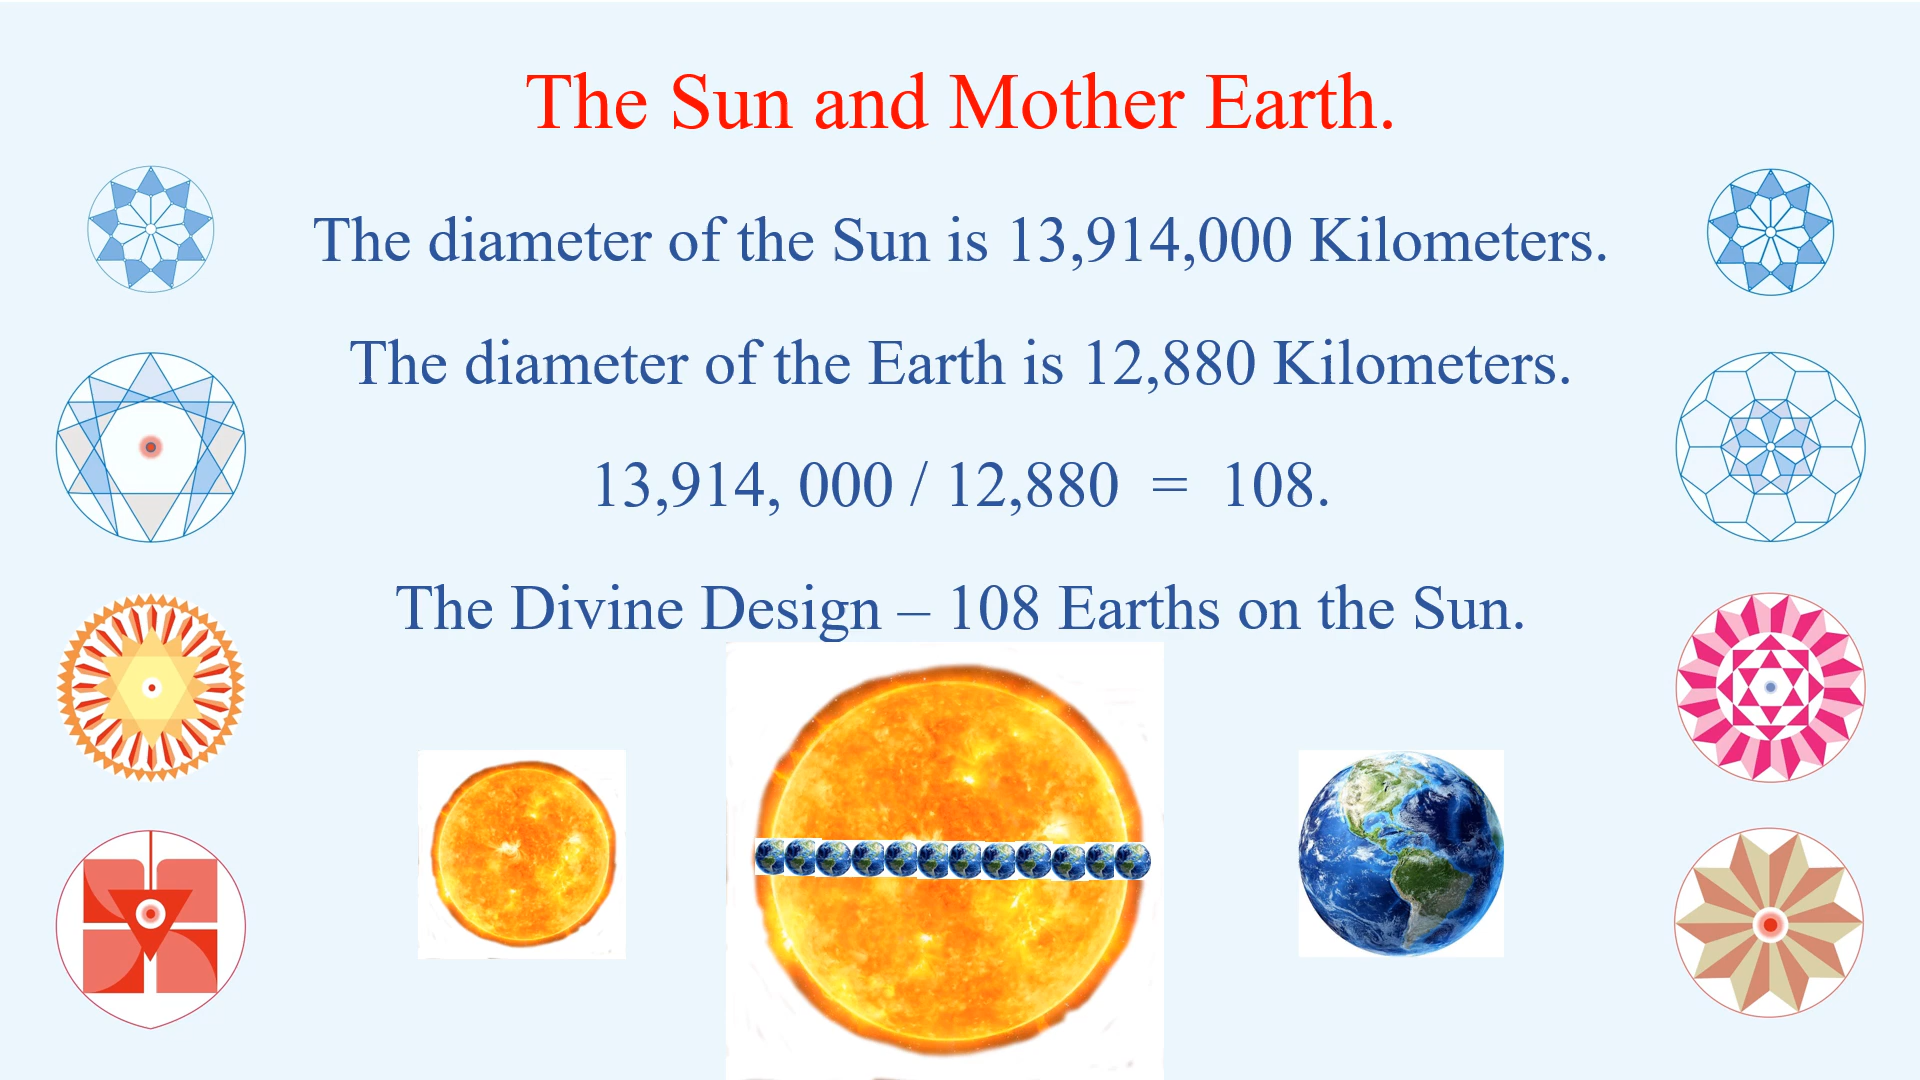 The Sun and Mother Earth.
The diameter of the Sun is 13,914,000 Kilometers.
The diameter of the Earth is 12,880 Kilometers.
13,914, 000 / 12,880 = 108.
The Divine Design – 108 Earths on the Sun.